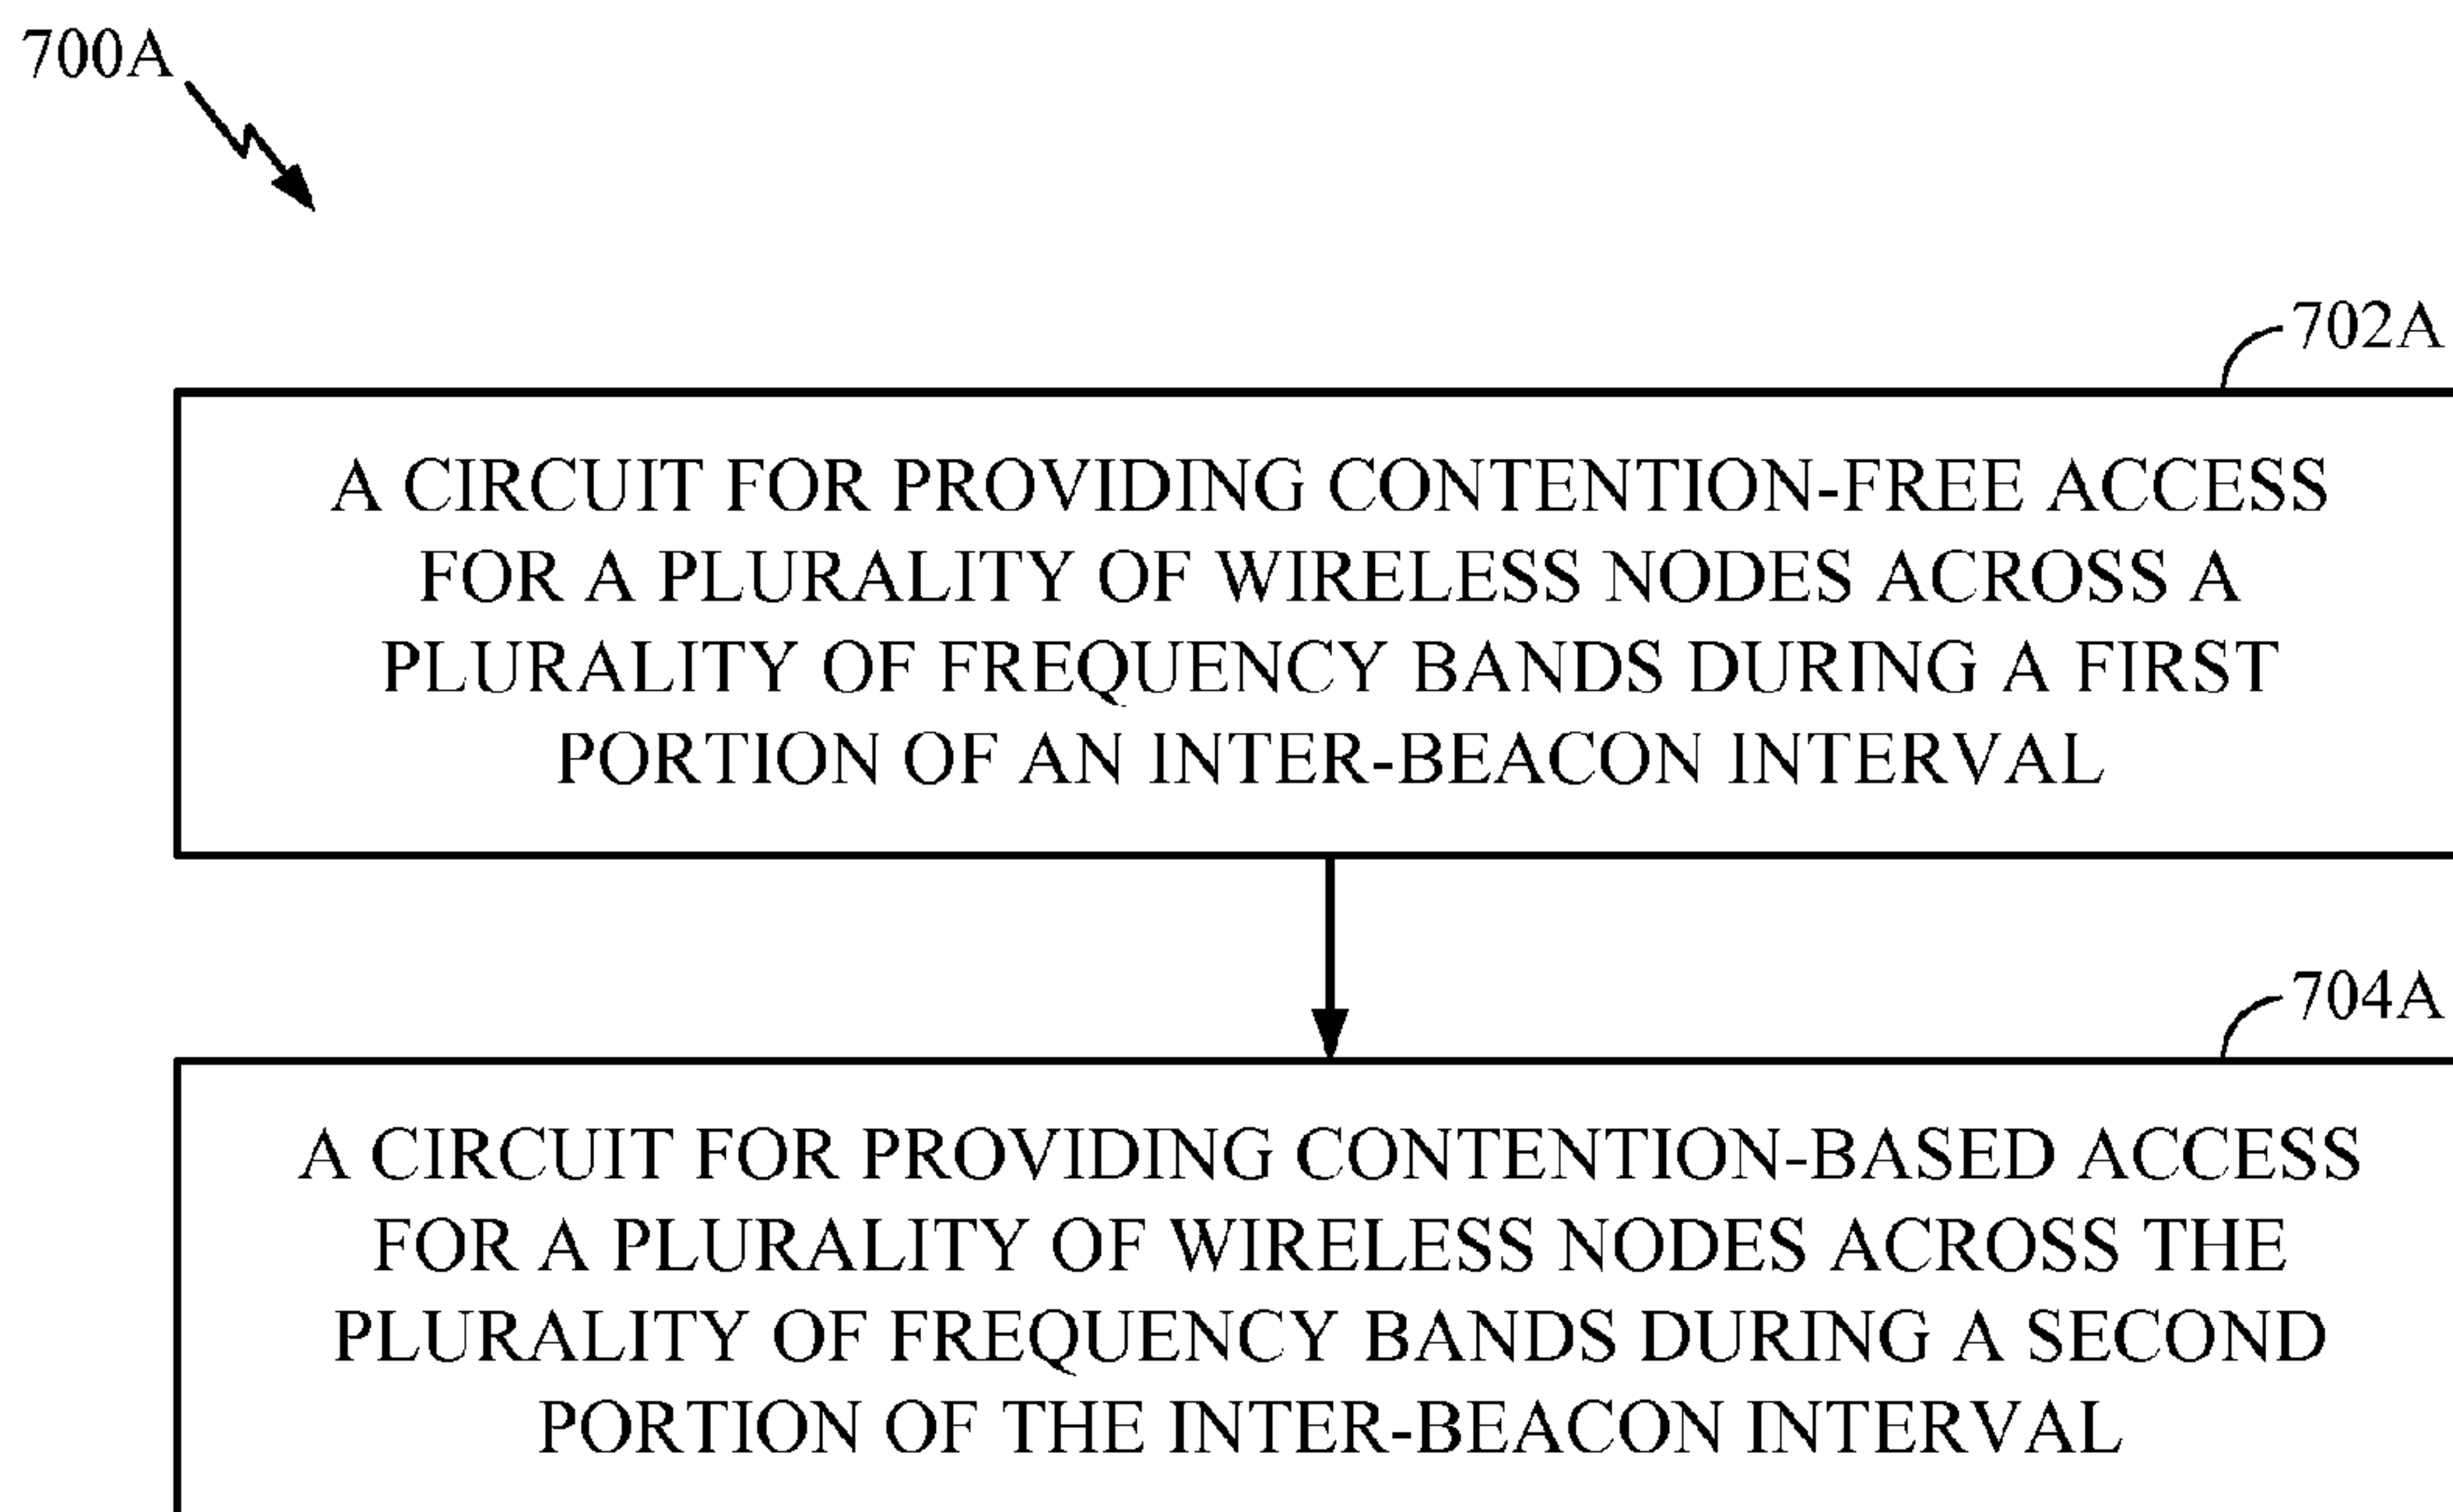 700A
702A
A CIRCUIT FOR PROVIDING CONTENTION-FREE ACCESS
FOR A PLURALITY OF WIRELESS NODES ACROSS A
PLURALITY OF FREQUENCY BANDS DURING A FIRST
PORTION OF AN INTER-BEACON INTERVAL
704A
A CIRCUIT FOR PROVIDING CONTENTION-BASED ACCESS
FOR A PLURALITY OF WIRELESS NODES ACROSS THE
PLURALITY OF FREQUENCY BANDS DURING A SECOND
PORTION OF THE INTER-BEACON INTERVAL